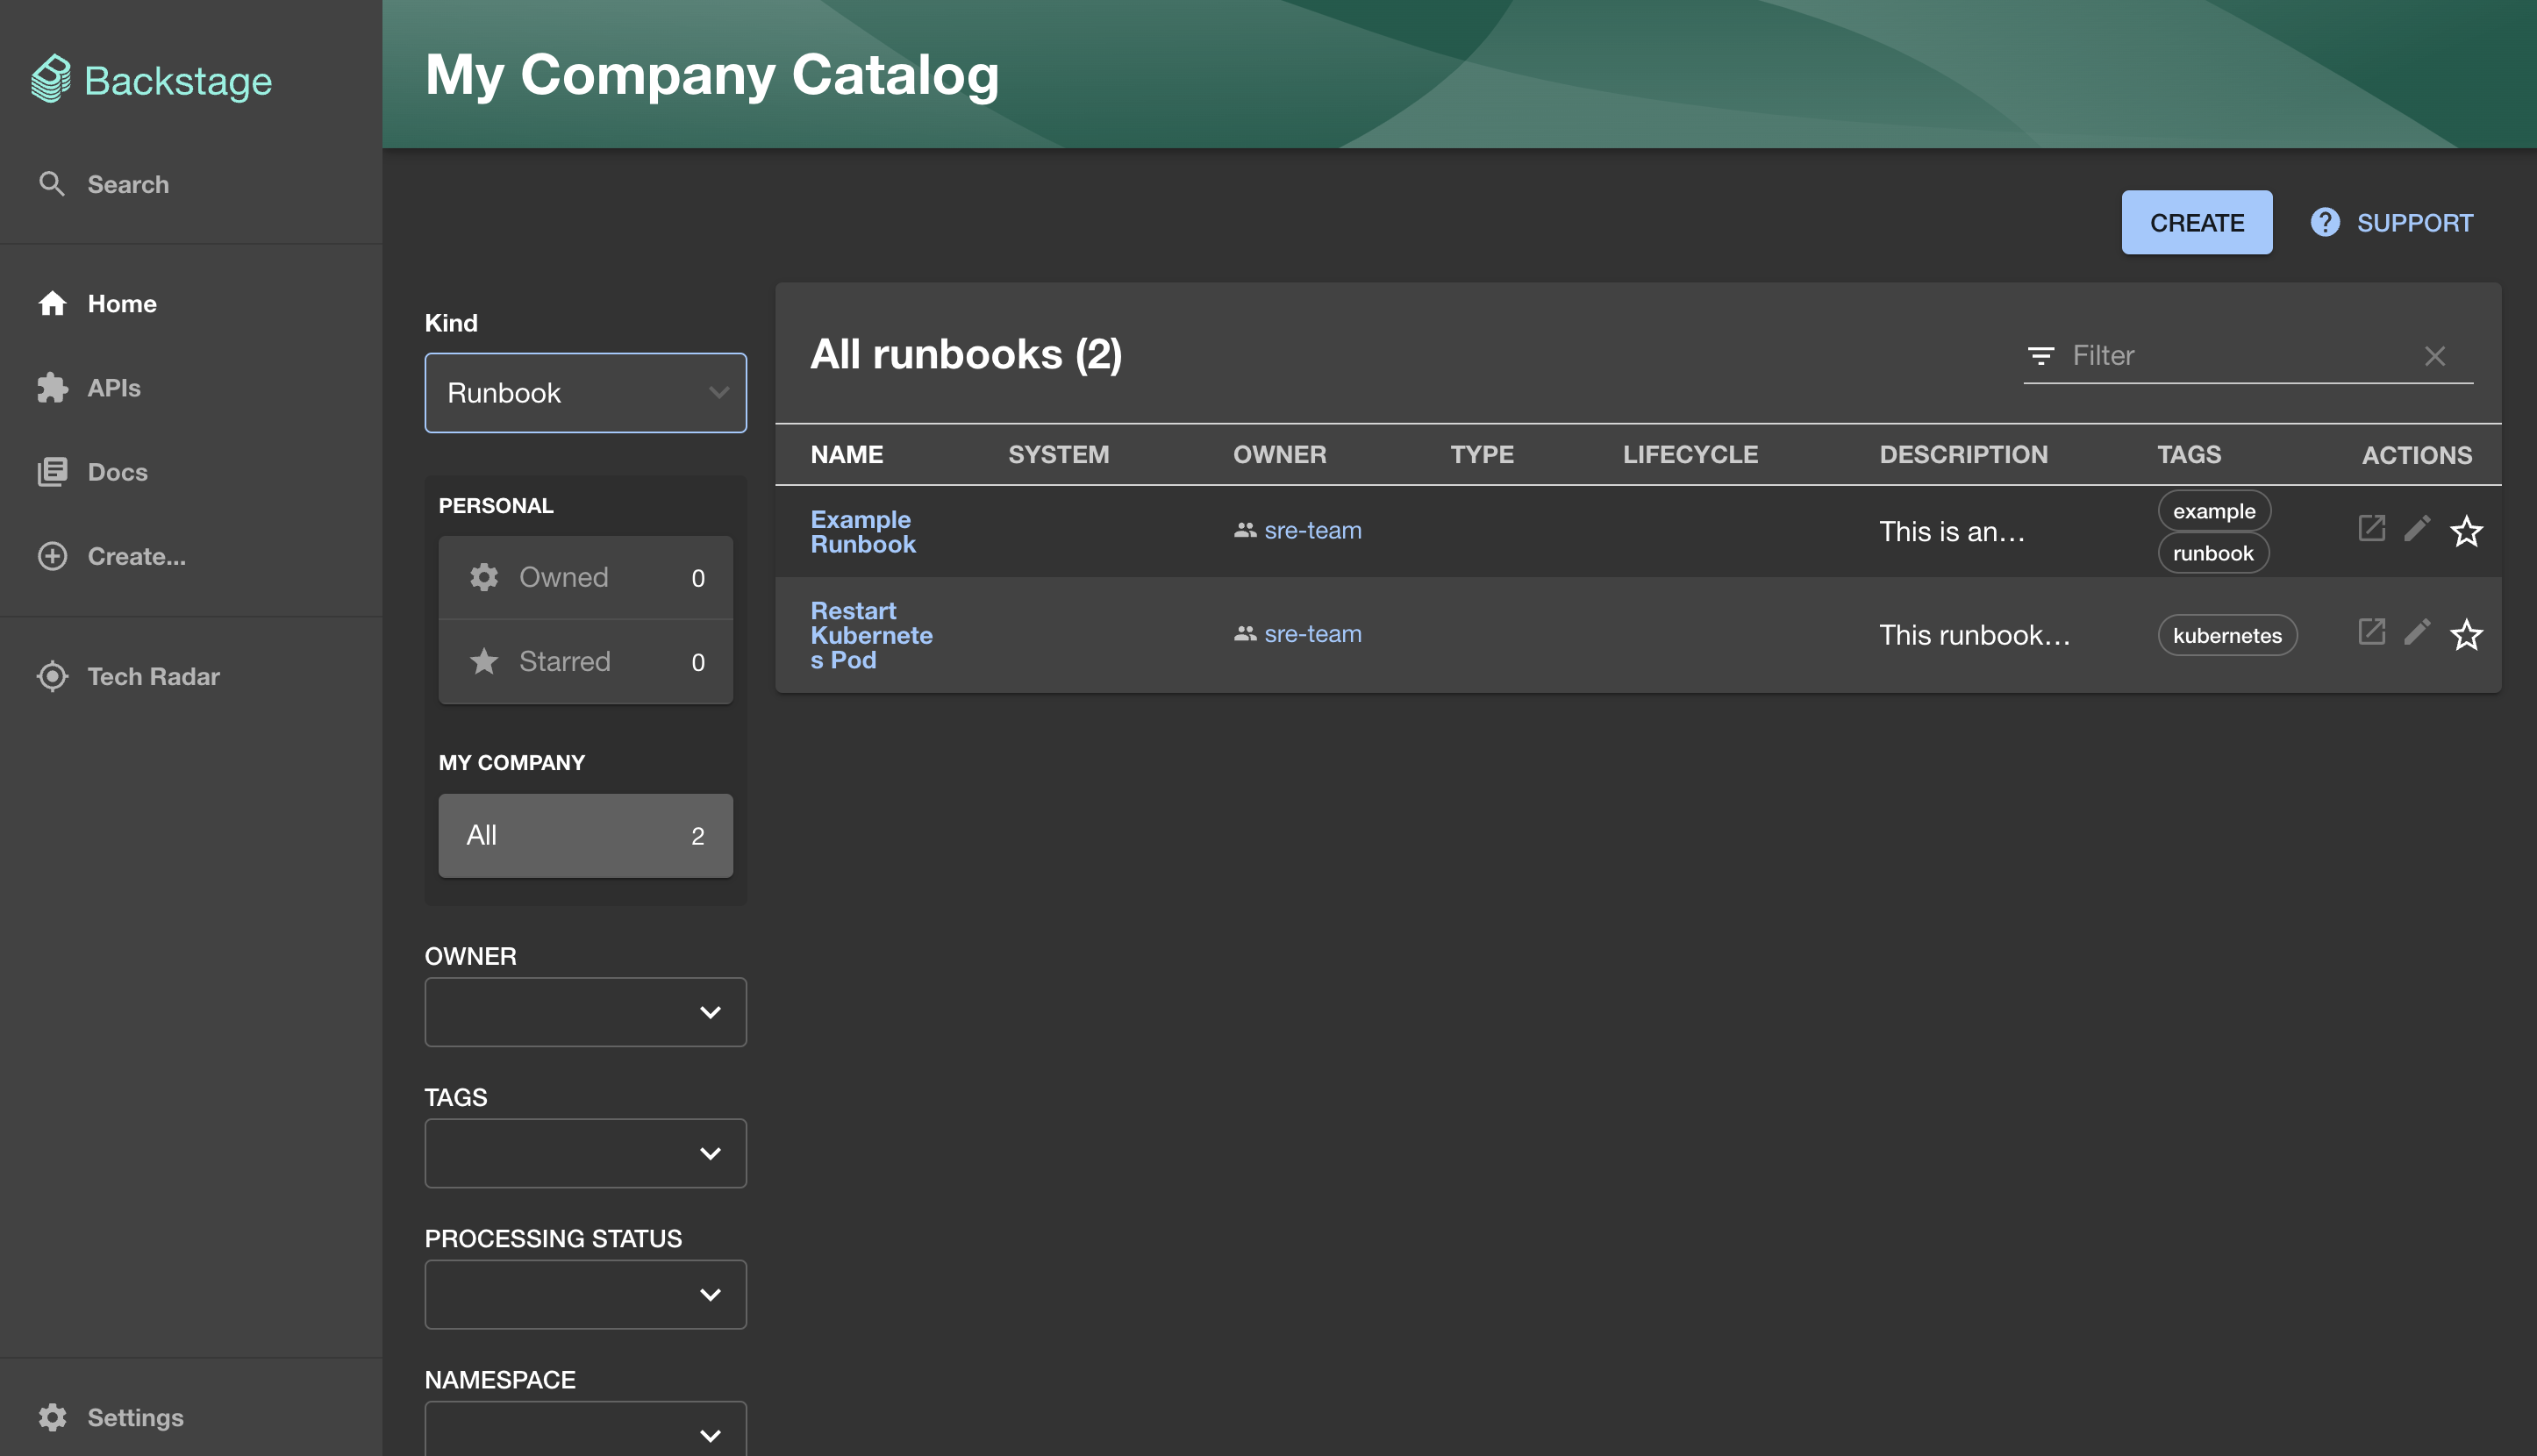 Backstage
Search
Home
APIs
Docs
Create...
Tech Radar
Settings
My Company Catalog
CREATE
SUPPORT
Kind
Runbook
PERSONAL
Owned 0
Starred 0
MY COMPANY
All 2
OWNER
TAGS
PROCESSING STATUS
NAMESPACE
All runbooks (2)
Filter
NAME SYSTEM OWNER TYPE LIFECYCLE DESCRIPTION TAGS ACTIONS
Example
Runbook
sre-team
This is an…
example
runbook
Restart
Kubernete
s Pod
sre-team
This runbook…
kubernetes